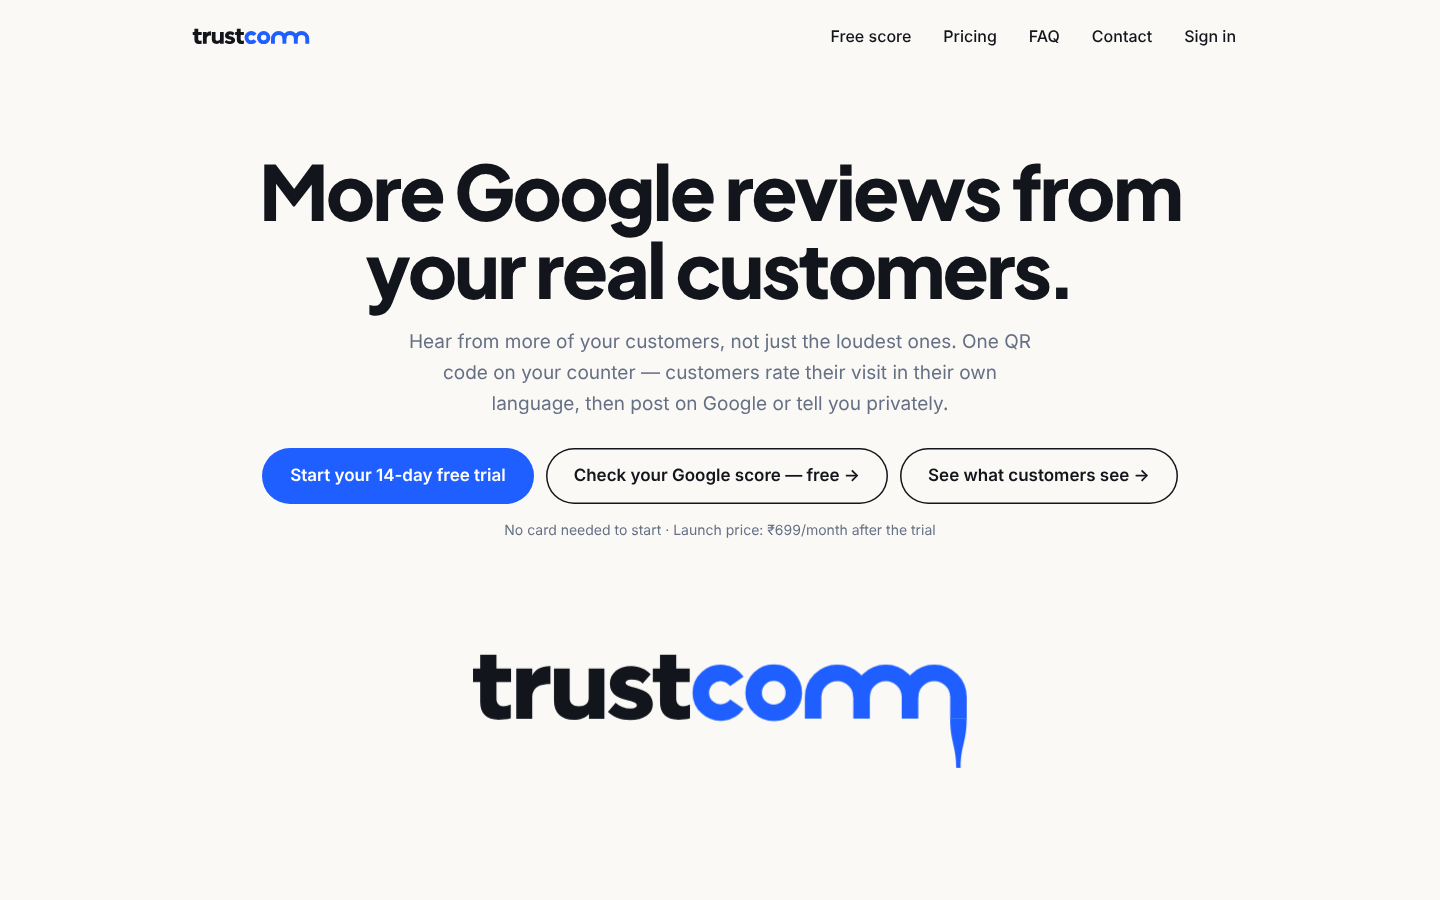 trustcomm
Free score
Pricing
FAQ
Contact
Sign in
More Google reviews from
your real customers.
Hear from more of your customers, not just the loudest ones. One QR
code on your counter — customers rate their visit in their own
language, then post on Google or tell you privately.
Start your 14-day free trial
Check your Google score — free →
See what customers see →
No card needed to start · Launch price: ₹699/month after the trial
trustcomm